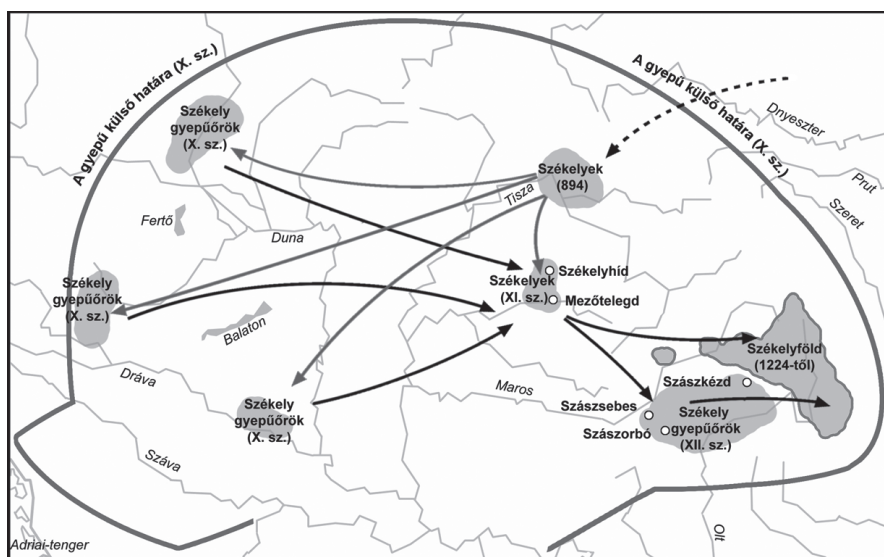 A gyepű külső határa (X. sz.)
A gyepű külső határa (X. sz.)
Dnyeszter
Prut
Szeret
Székely
gyepűőrök
(X. sz.)
Székelyek
(894)
Tisza
Fertő
Duna
Székely
gyepűőrök
(X. sz.)
Székelyek
(XI. sz.)
Székelyhíd
Mezőtelegd
Balaton
Székelyföld
(1224-től)
Dráva
Maros
Szászkézd
Székely
gyepűőrök
(X. sz.)
Szászsebes
Szászorbó
Székely
gyepűőrök
(XII. sz.)
Száva
Olt
Adriai-tenger